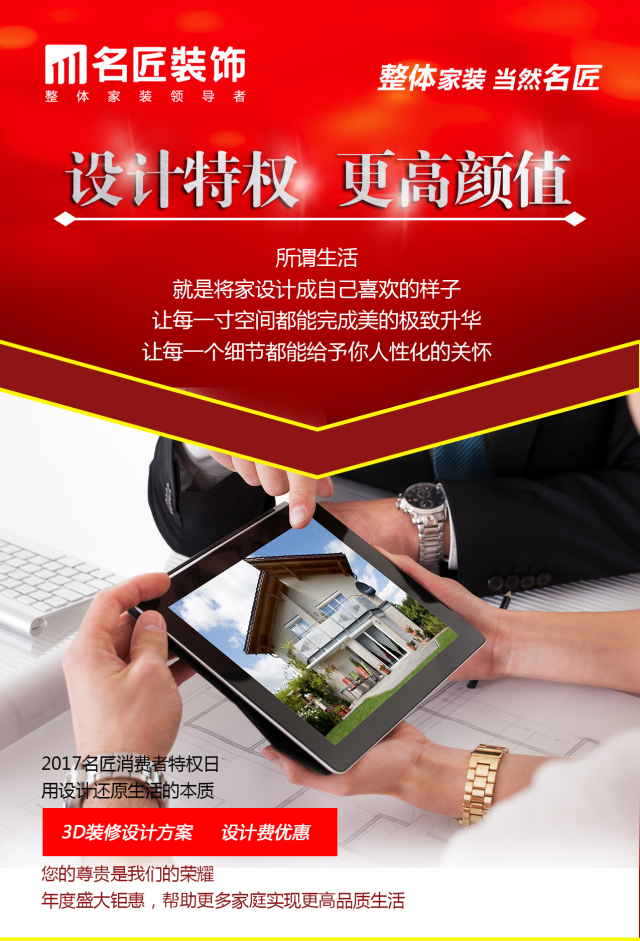 名匠装饰
整体家装领导者
整体家装 当然名匠
设计特权 更高颜值
所谓生活
就是将家设计成自己喜欢的样子
让每一寸空间都能完成美的极致升华
让每一个细节都能给予你人性化的关怀
2017名匠消费者特权日
用设计还原生活的本质
3D装修设计方案 设计费优惠
您的尊贵是我们的荣耀
年度盛大钜惠，帮助更多家庭实现更高品质生活